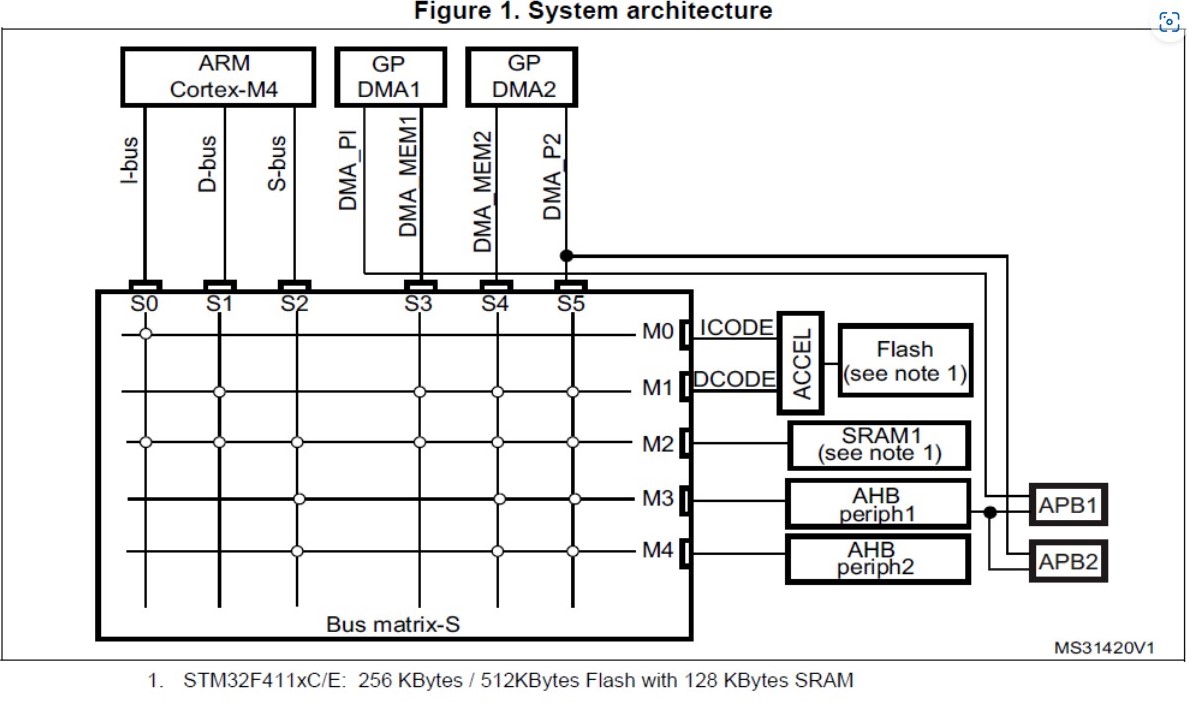 Figure 1. System architecture
ARM
Cortex-M4
GP
DMA1
GP
DMA2
I-bus
D-bus
S-bus
DMA_PI
DMA_MEM1
DMA_MEM2
DMA_P2
S0
S1
S2
S3
S4
S5
M0
ICODE
M1
DCODE
ACCEL
Flash
(see note 1)
M2
SRAM1
(see note 1)
M3
AHB
periph1
APB1
M4
AHB
periph2
APB2
Bus matrix-S
MS31420V1
1. STM32F411xC/E: 256 KBytes / 512KBytes Flash with 128 KBytes SRAM